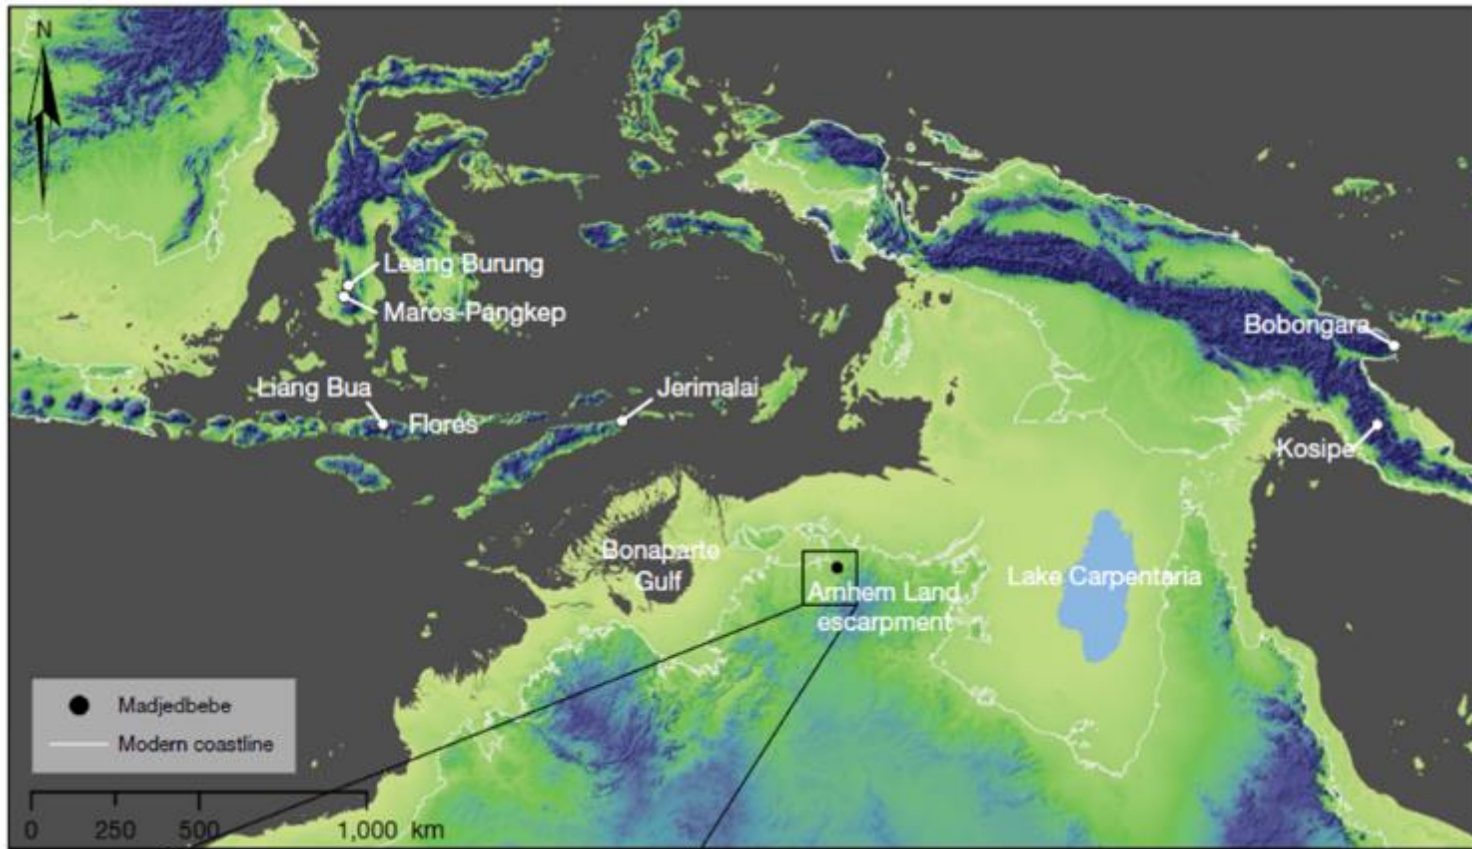 N
Leang Burung
Maros-Pangkep
Bobongara
Liang Bua
Jerimalai
Flores
Kosipe
Bonaparte
Gulf
Lake Carpentaria
Arnhem Land
escarpment
Madjedbebe
Modern coastline
0 250 500 1,000 km